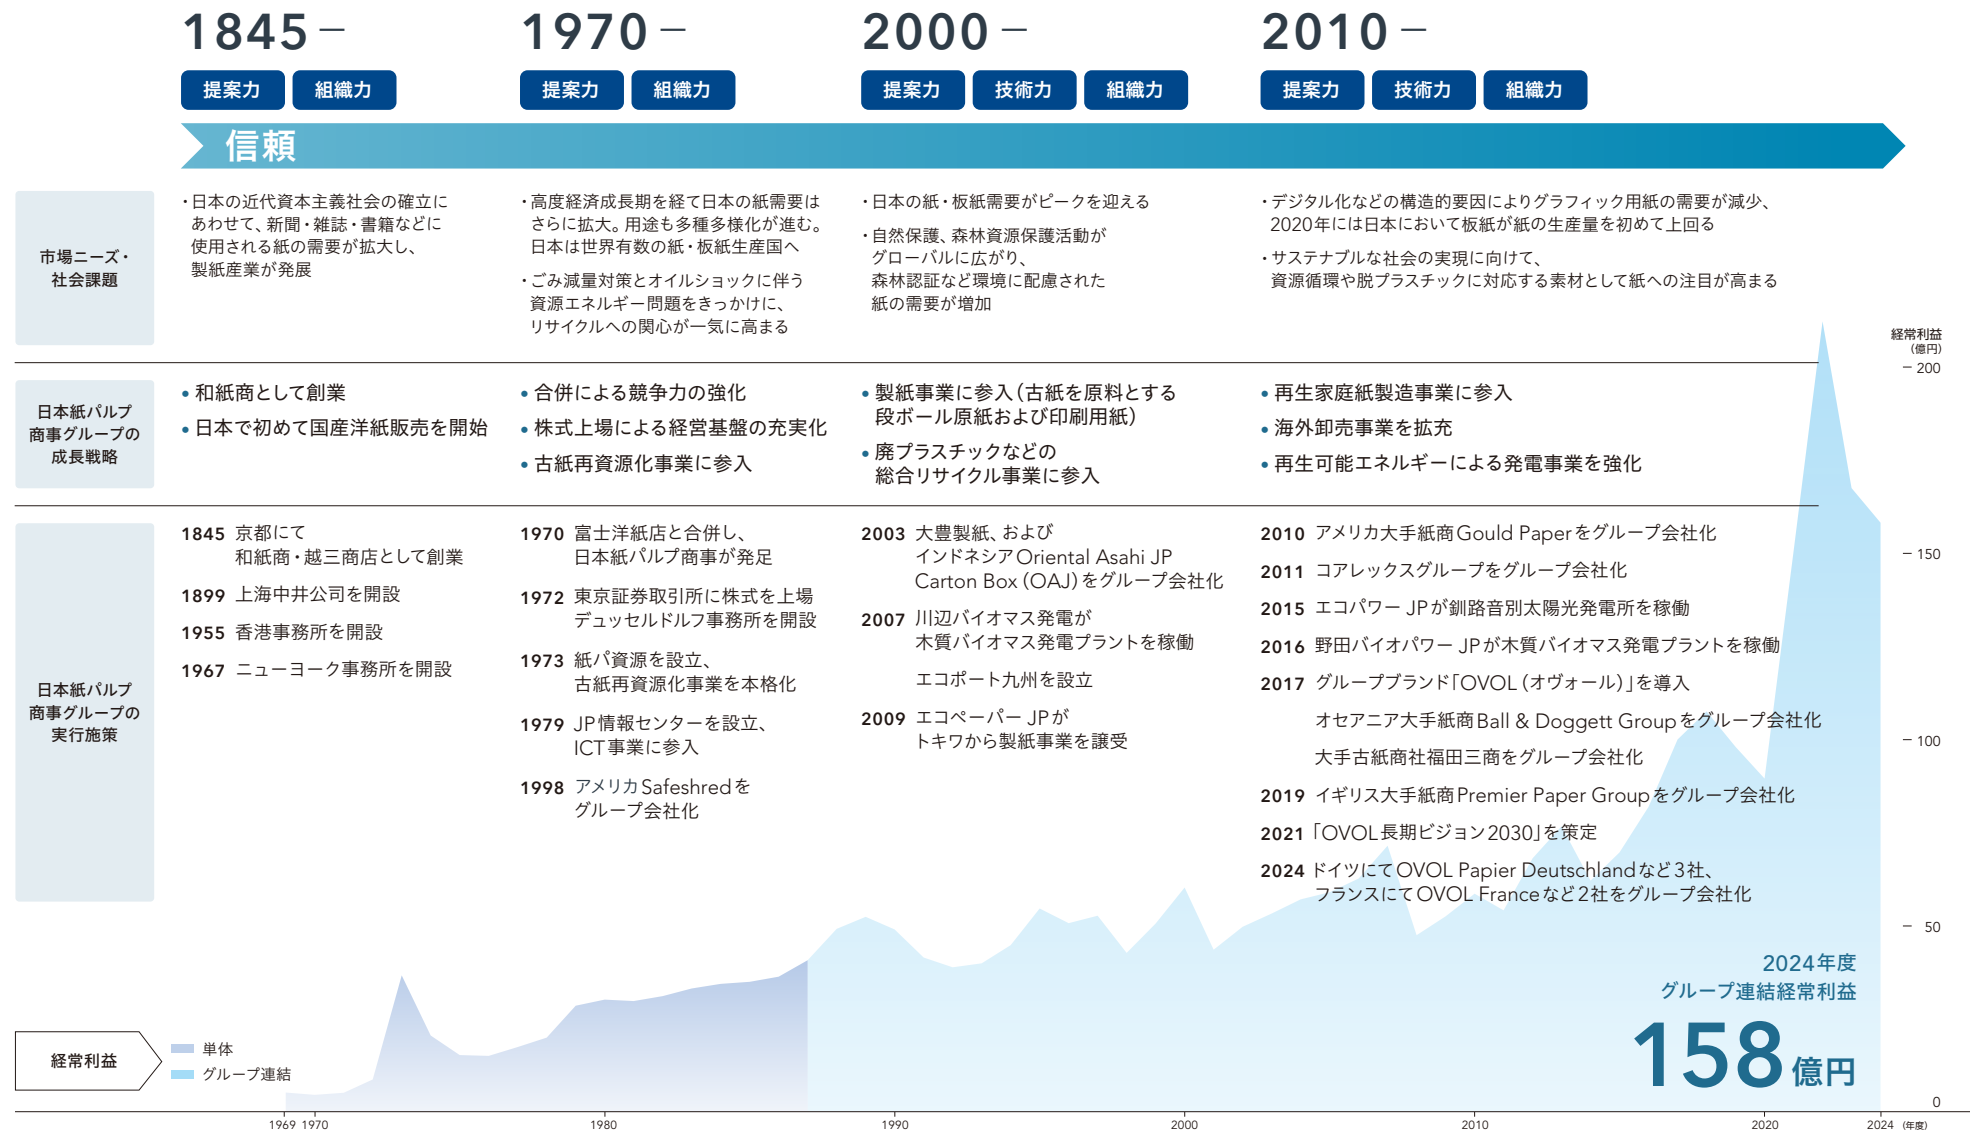 1845 –
1970 –
2000 –
2010 –
提案力 組織力
提案力 組織力
提案力 技術力 組織力
提案力 技術力 組織力
信頼
市場ニーズ・
社会課題
・日本の近代資本主義社会の確立に
あわせて、新聞・雑誌・書籍などに
使用される紙の需要が拡大し、
製紙産業が発展
・高度経済成長期を経て日本の紙需要は
さらに拡大。用途も多種多様化が進む。
日本は世界有数の紙・板紙生産国へ
・ごみ減量対策とオイルショックに伴う
資源エネルギー問題をきっかけに、
リサイクルへの関心が一気に高まる
・日本の紙・板紙需要がピークを迎える
・自然保護、森林資源保護活動が
グローバルに広がり、
森林認証など環境に配慮された
紙の需要が増加
・デジタル化などの構造的要因によりグラフィック用紙の需要が減少、
2020年には日本において板紙が紙の生産量を初めて上回る
・サステナブルな社会の実現に向けて、
資源循環や脱プラスチックに対応する素材として紙への注目が高まる
日本紙パルプ
商事グループの
成長戦略
• 和紙商として創業
• 日本で初めて国産洋紙販売を開始
• 合併による競争力の強化
• 株式上場による経営基盤の充実化
• 古紙再資源化事業に参入
• 製紙事業に参入（古紙を原料とする
段ボール原紙および印刷用紙）
• 廃プラスチックなどの
総合リサイクル事業に参入
• 再生家庭紙製造事業に参入
• 海外卸売事業を拡充
• 再生可能エネルギーによる発電事業を強化
日本紙パルプ
商事グループの
実行施策
1845 京都にて
和紙商・越三商店として創業
1899 上海中井公司を開設
1955 香港事務所を開設
1967 ニューヨーク事務所を開設
1970 富士洋紙店と合併し、
日本紙パルプ商事が発足
1972 東京証券取引所に株式を上場
デュッセルドルフ事務所を開設
1973 紙パ資源を設立、
古紙再資源化事業を本格化
1979 JP情報センターを設立、
ICT事業に参入
1998 アメリカSafeshredを
グループ会社化
2003 大豊製紙、および
インドネシアOriental Asahi JP
Carton Box（OAJ）をグループ会社化
2007 川辺バイオマス発電が
木質バイオマス発電プラントを稼働
エコポート九州を設立
2009 エコペーパーJPが
トキワから製紙事業を譲受
2010 アメリカ大手紙商Gould Paperをグループ会社化
2011 コアレックスグループをグループ会社化
2015 エコパワーJPが釧路音別太陽光発電所を稼働
2016 野田バイオパワーJPが木質バイオマス発電プラントを稼働
2017 グループブランド「OVOL（オヴォール）」を導入
オセアニア大手紙商Ball & Doggett Groupをグループ会社化
大手古紙商社福田三商をグループ会社化
2019 イギリス大手紙商Premier Paper Groupをグループ会社化
2021 「OVOL長期ビジョン2030」を策定
2024 ドイツにてOVOL Papier Deutschlandなど3社、
フランスにてOVOL Franceなど2社をグループ会社化
経常利益
（億円）
200
150
100
50
0
2024年度
グループ連結経常利益
158億円
経常利益
単体
グループ連結
1969 1970 1980 1990 2000 2010 2020 2024 （年度）